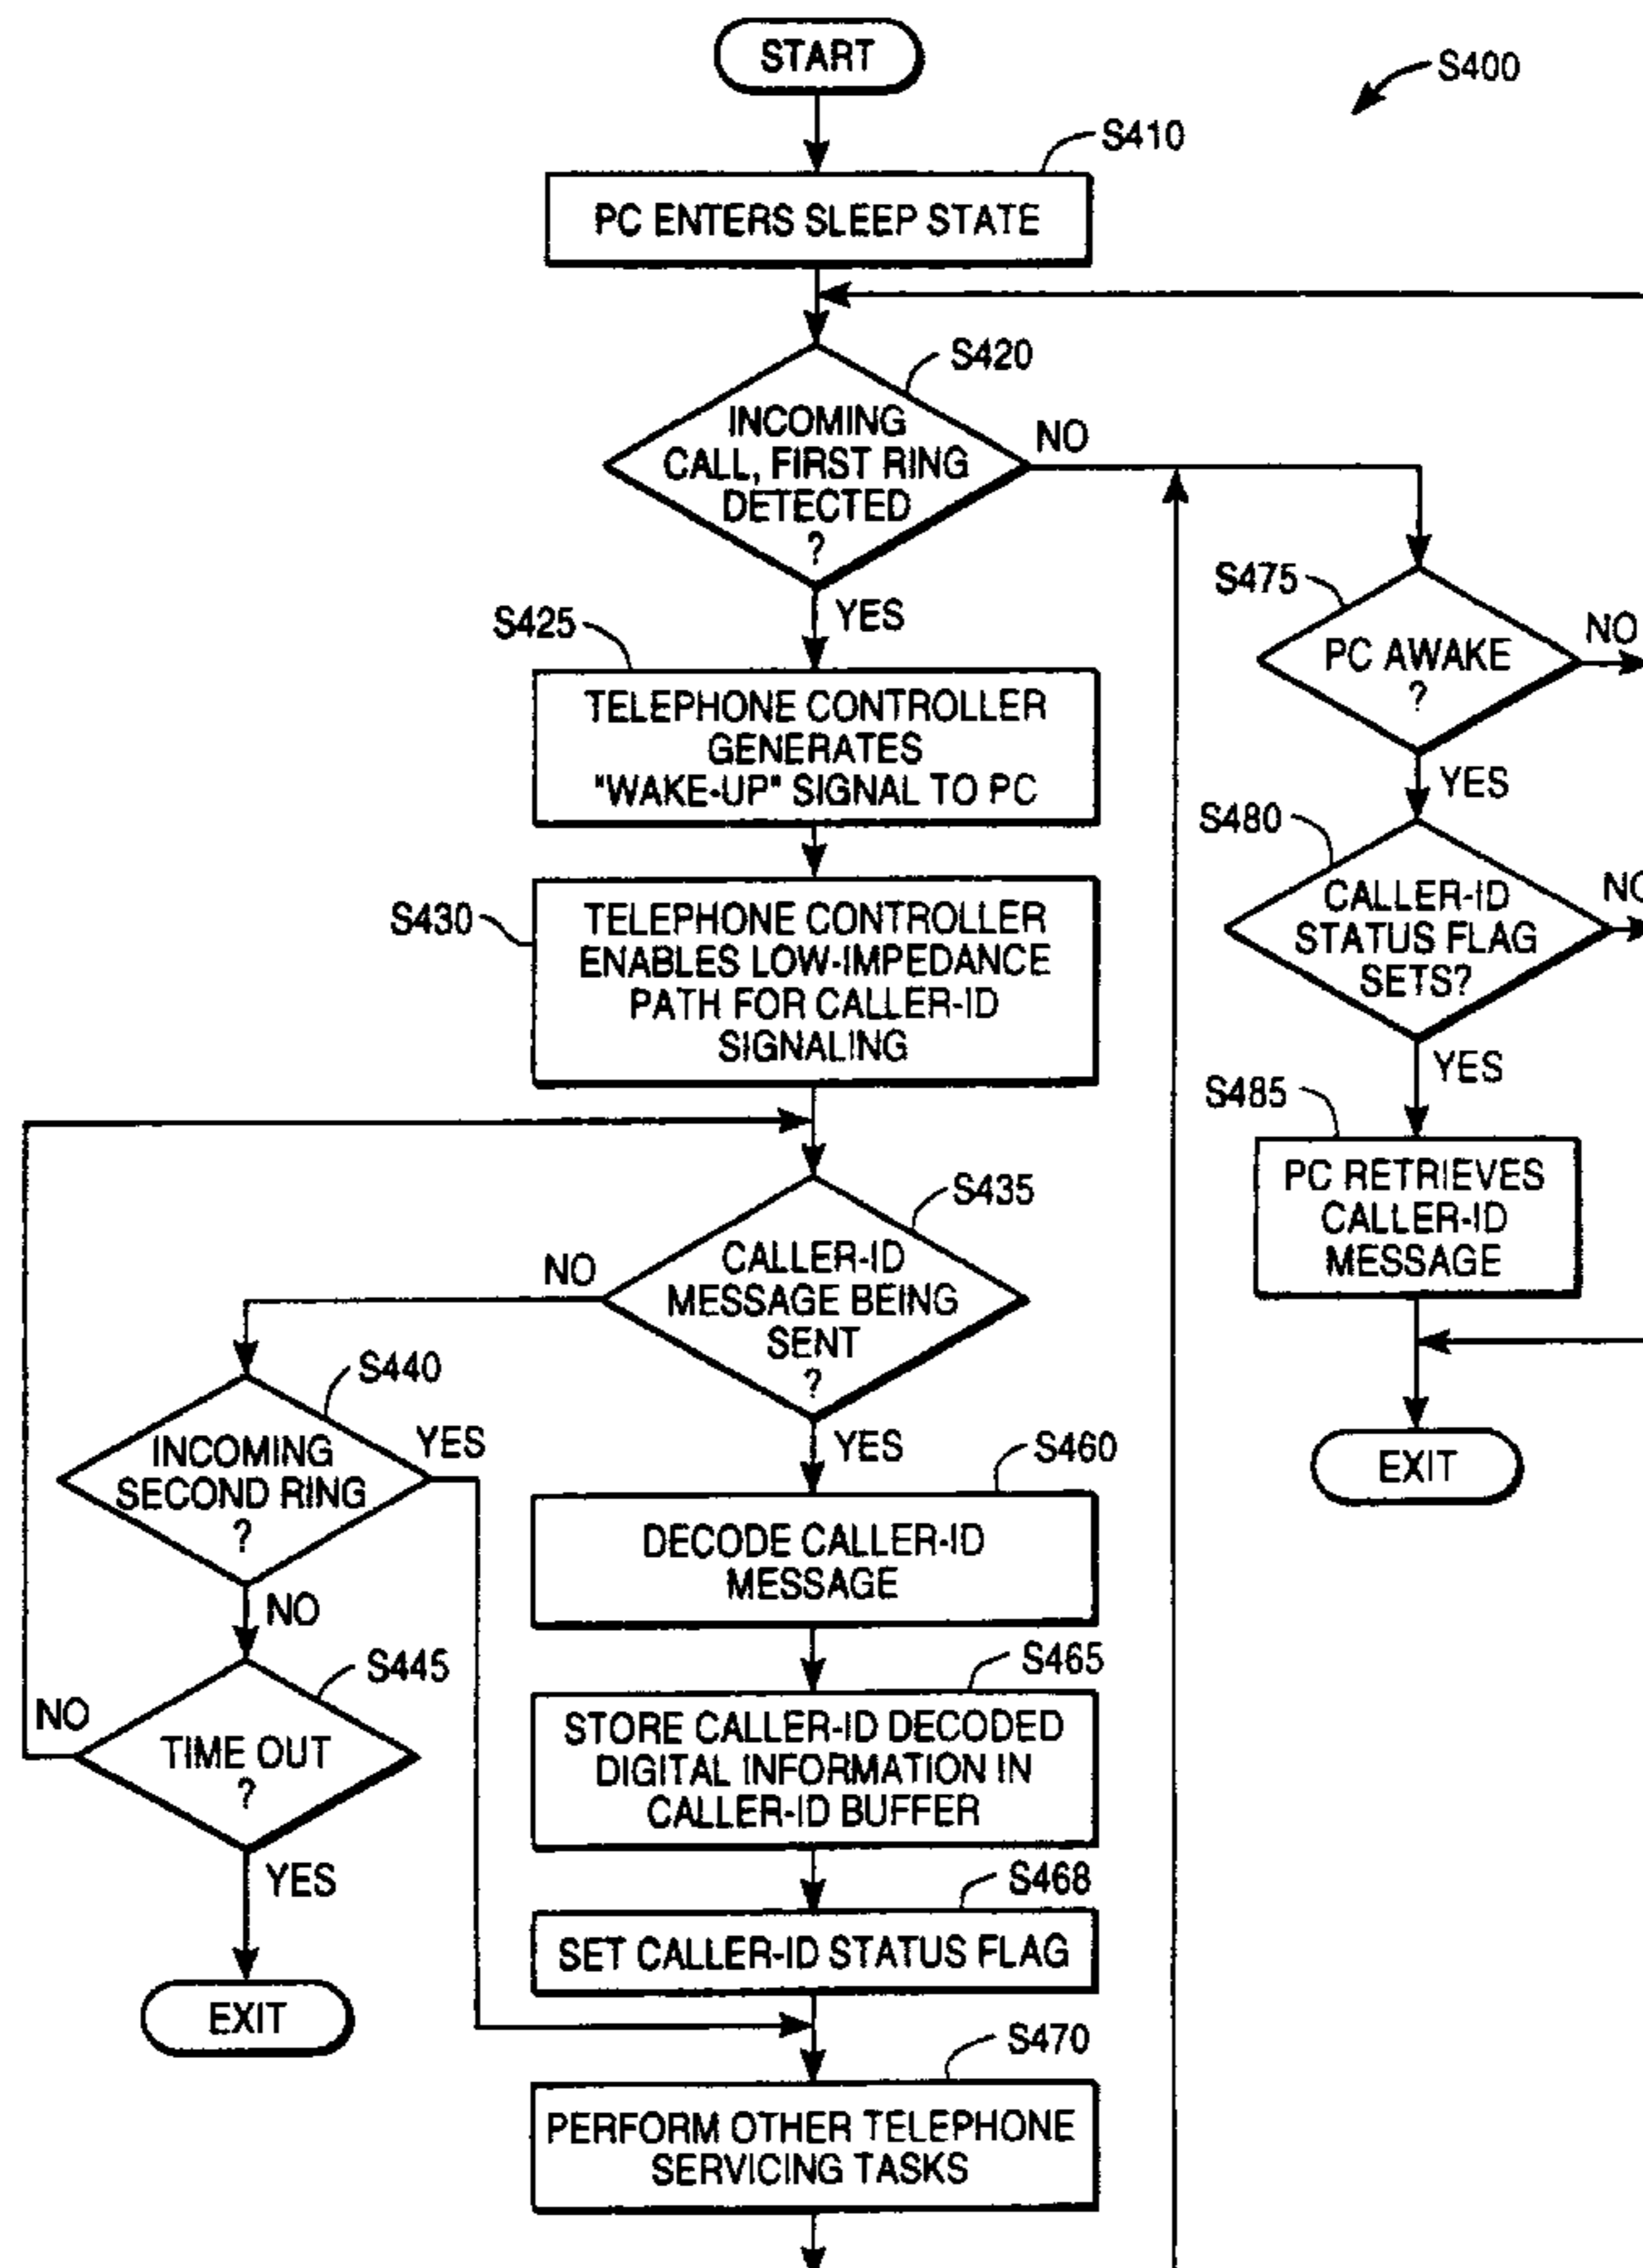 START
S400
S410
PC ENTERS SLEEP STATE
S420
INCOMING
CALL, FIRST RING
DETECTED
?
NO
YES
S425
TELEPHONE CONTROLLER
GENERATES
"WAKE-UP" SIGNAL TO PC
S430
TELEPHONE CONTROLLER
ENABLES LOW-IMPEDANCE
PATH FOR CALLER-ID
SIGNALING
S435
CALLER-ID
MESSAGE BEING
SENT
?
NO
YES
S440
INCOMING
SECOND RING
?
YES
NO
S445
TIME OUT
?
NO
YES
EXIT
S460
DECODE CALLER-ID
MESSAGE
S465
STORE CALLER-ID DECODED
DIGITAL INFORMATION IN
CALLER-ID BUFFER
S468
SET CALLER-ID STATUS FLAG
S470
PERFORM OTHER TELEPHONE
SERVICING TASKS
S475
PC AWAKE
?
NO
YES
S480
CALLER-ID
STATUS FLAG
SETS?
NO
YES
S485
PC RETRIEVES
CALLER-ID
MESSAGE
EXIT